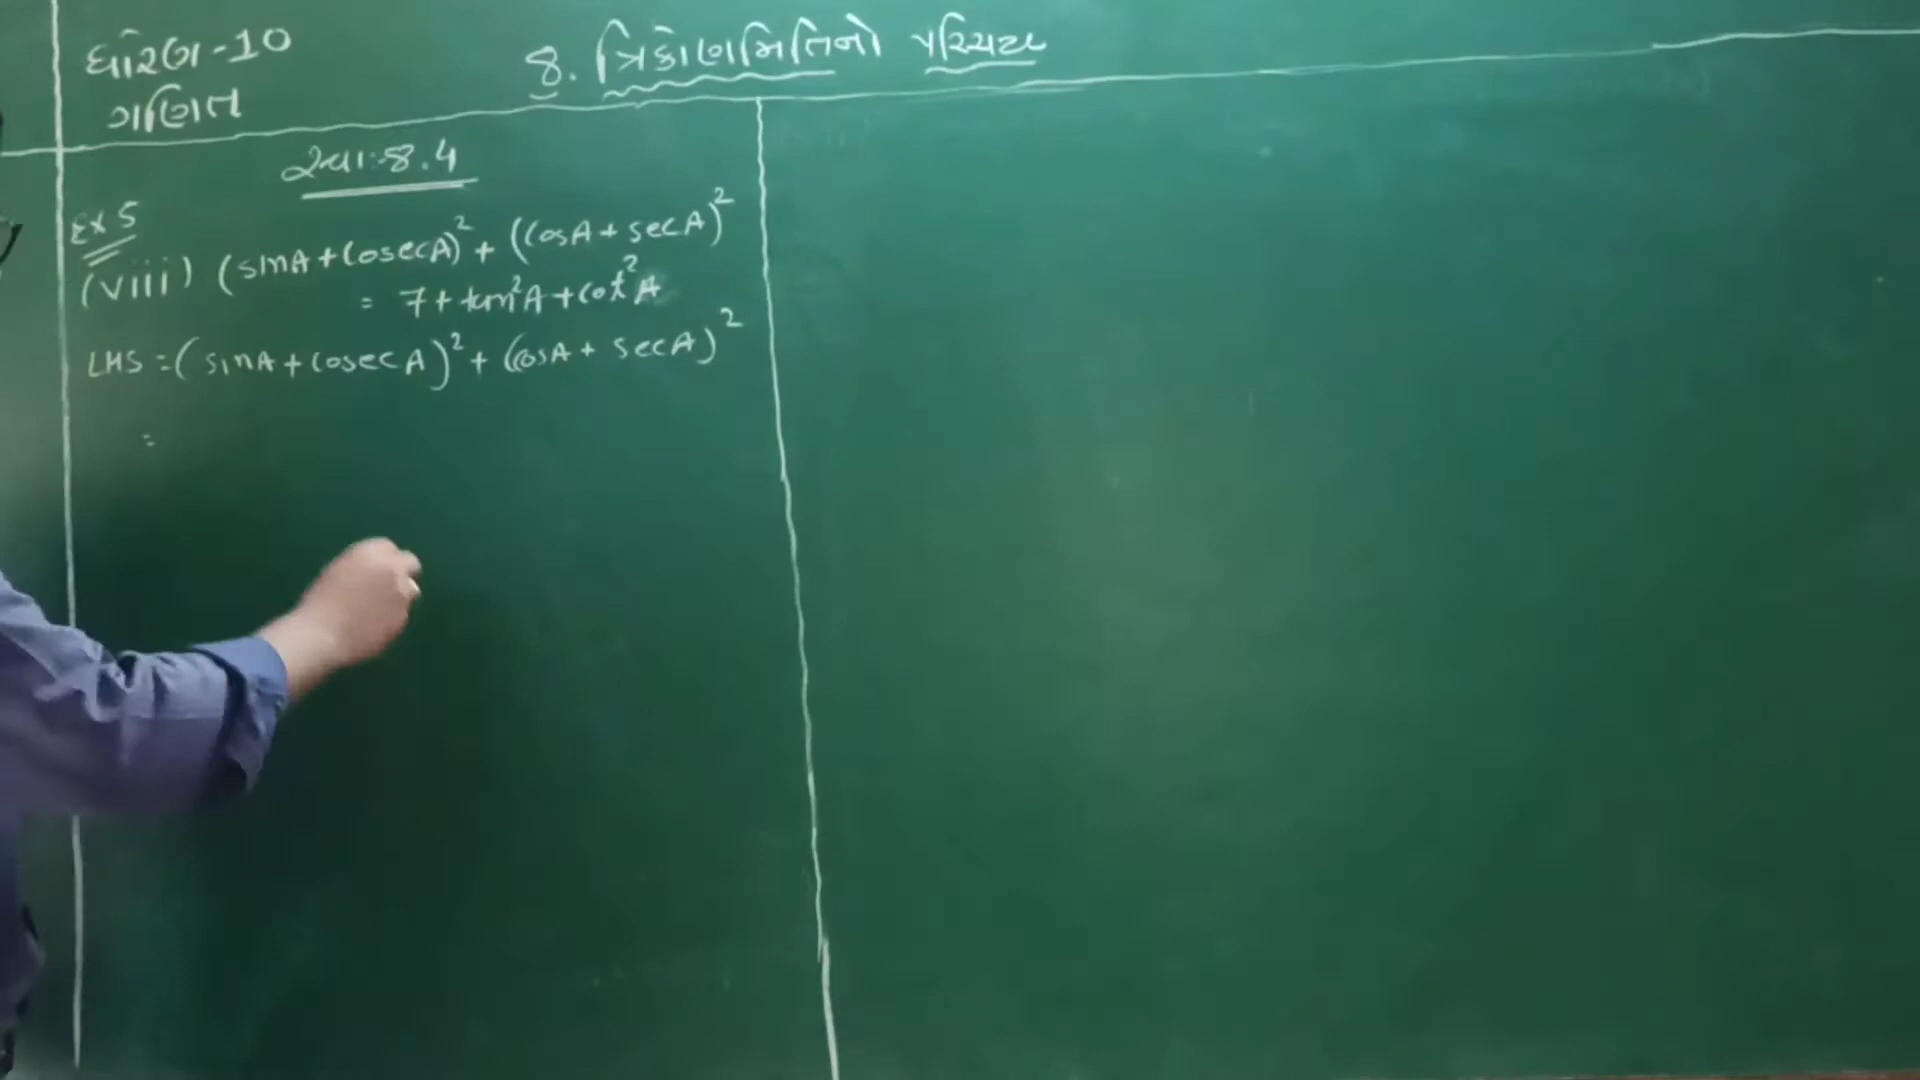 ધોરણ-10
ગણિત
8. ત્રિકોણમિતિનો પરિચય
સ્વા:-8.4
Ex 5
(viii) (sinA+cosecA)² + (cosA+secA)²
= 7+tan²A+cot²A
LHS =(sinA+cosecA)²+(cosA+secA)²
=